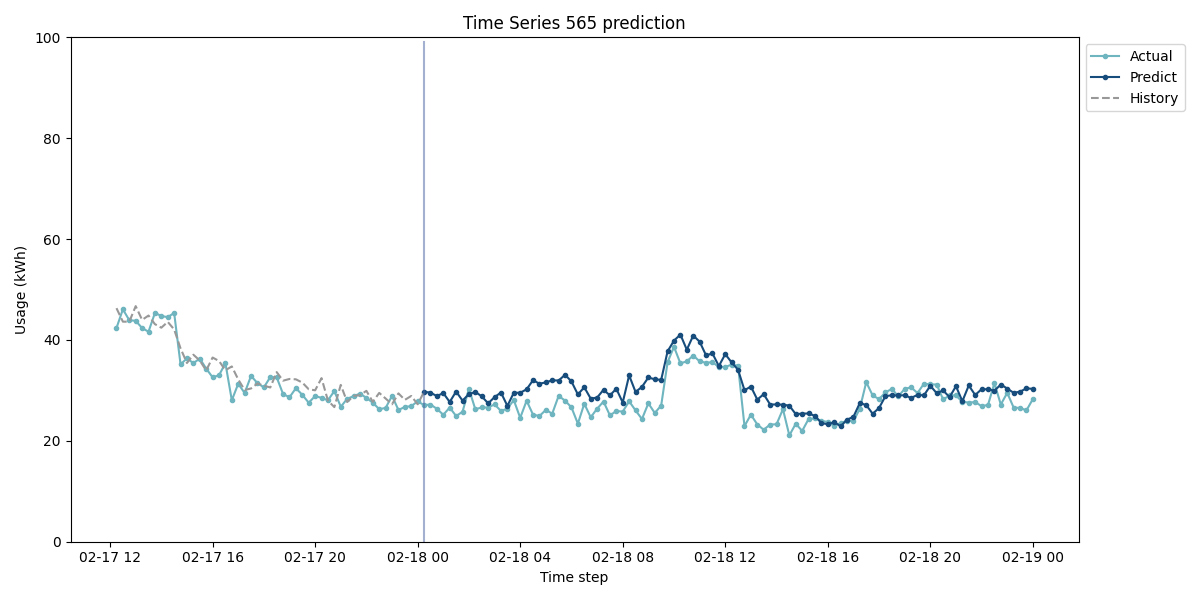 Time Series 565 prediction
Usage (kWh)
100
80
60
40
20
0
02-17 12
02-17 16
02-17 20
02-18 00
02-18 04
02-18 08
02-18 12
02-18 16
02-18 20
02-19 00
Time step
Actual
Predict
History